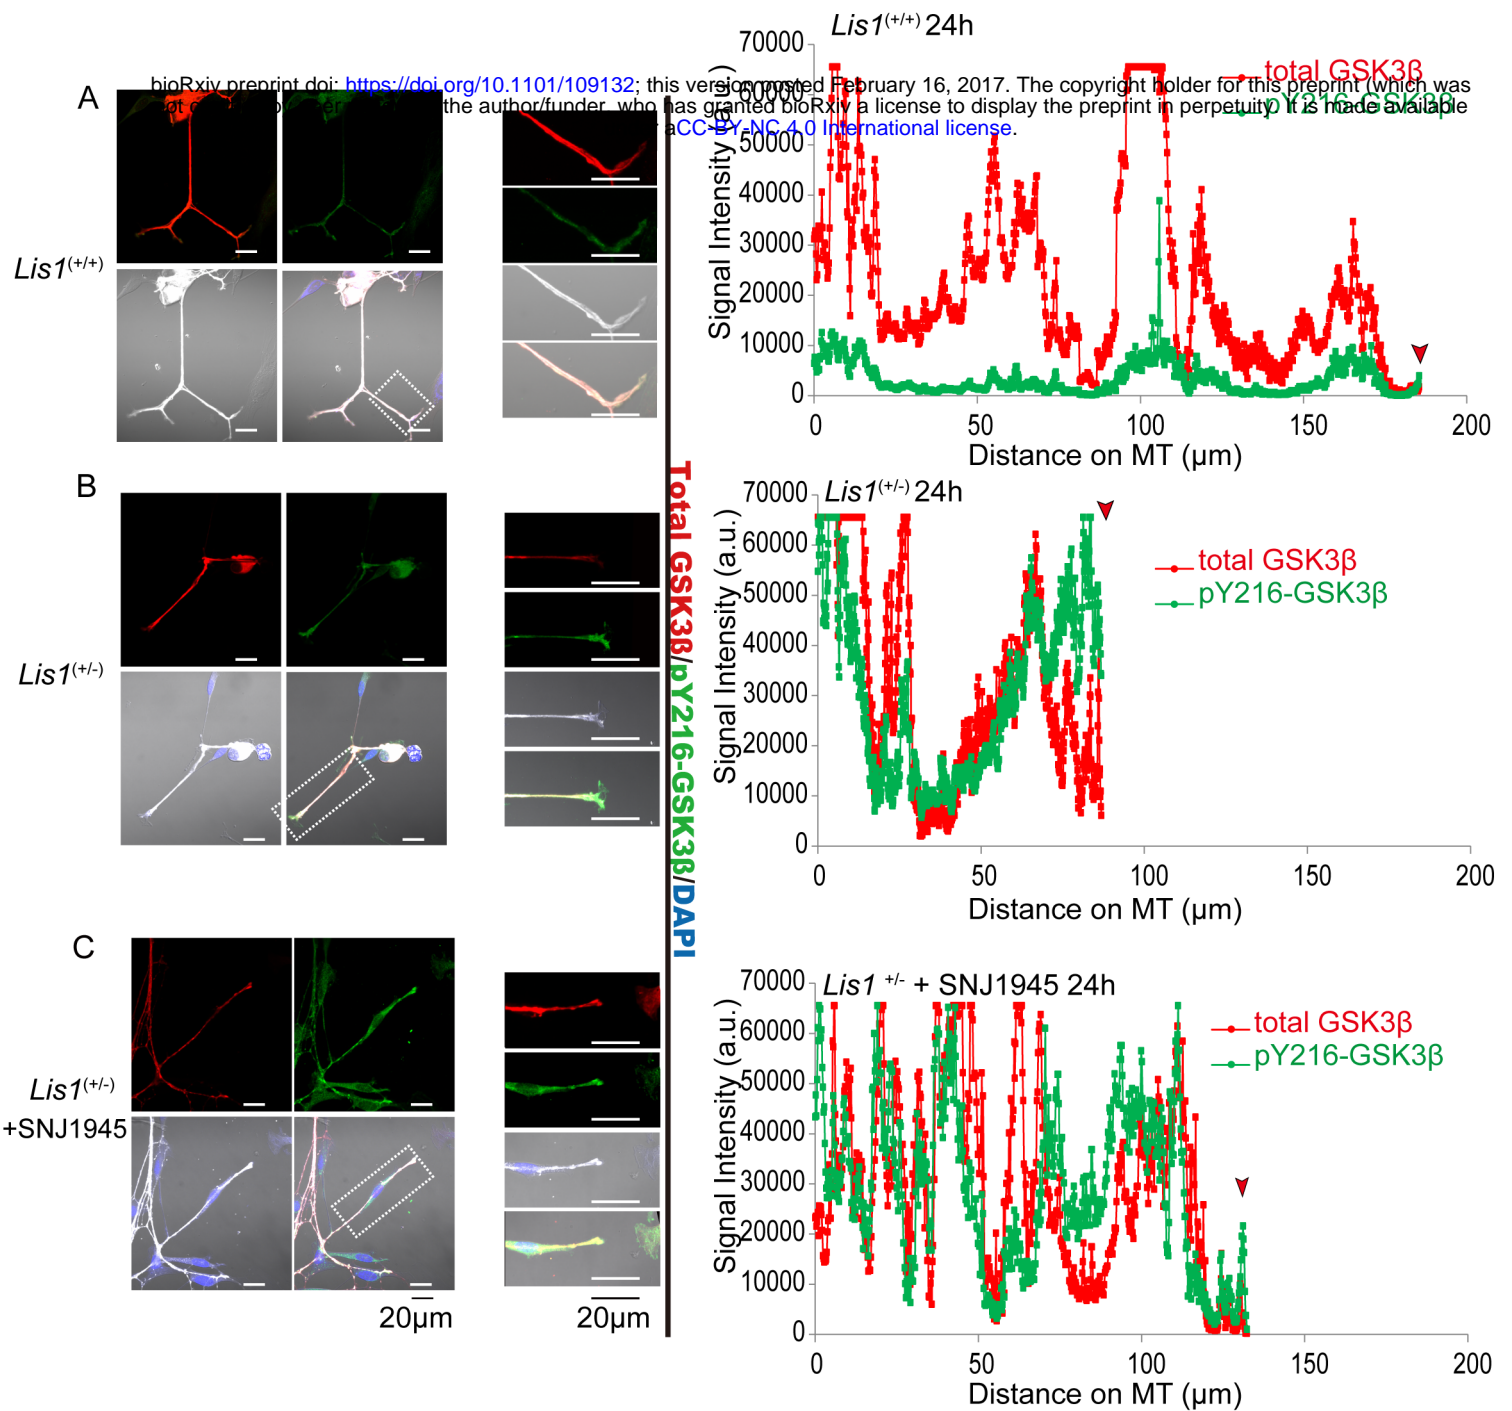 Lis1(+/+) 24h
70000
bioRxiv preprint doi: https://doi.org/10.1101/109132; this version posted February 16, 2017. The copyright holder for this preprint (which was
the author/funder, who has granted bioRxiv a license to display the preprint in perpetuity. It is made available
aCC-BY-NC 4.0 International license.
A
Lis1(+/+)
total GSK3β
pY216-GSK3β
Signal Intensity (a.u.)
60000
50000
40000
30000
20000
10000
0
0 50 100 150 200
Distance on MT (μm)
B
Lis1(+/-)
Total GSK3β/pY216-GSK3β/DAPI
Lis1(+/-) 24h
total GSK3β
pY216-GSK3β
Signal Intensity (a.u.)
70000
60000
50000
40000
30000
20000
10000
0
0 50 100 150 200
Distance on MT (μm)
C
Lis1(+/-)
+SNJ1945
20μm 20μm
Lis1 +/- + SNJ1945 24h
total GSK3β
pY216-GSK3β
Signal Intensity (a.u.)
70000
60000
50000
40000
30000
20000
10000
0
0 50 100 150 200
Distance on MT (μm)